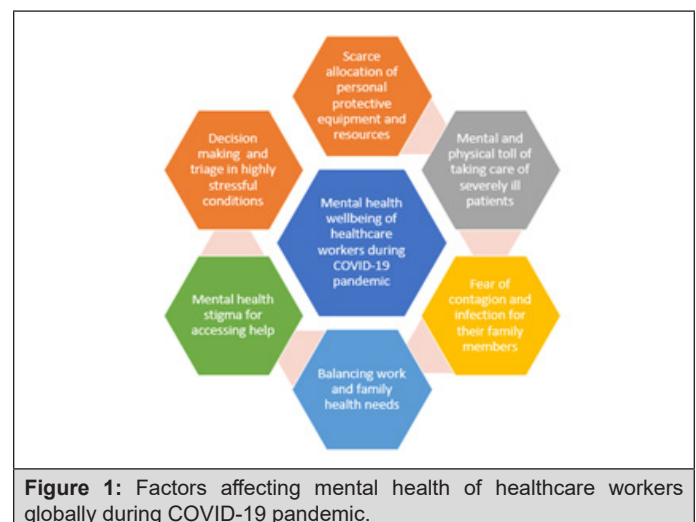 Scarce
allocation of
personal
protective
equipment and
resources
Decision
making and
triage in highly
stressful
conditions
Mental and
physical toll of
taking care of
severely ill
patients
Mental health
wellbeing of
healthcare
workers during
COVID-19
pandemic
Mental health
stigma for
accessing help
Fear of
contagion and
infection for
their family
members
Balancing work
and family
health needs
Figure 1: Factors affecting mental health of healthcare workers
globally during COVID-19 pandemic.